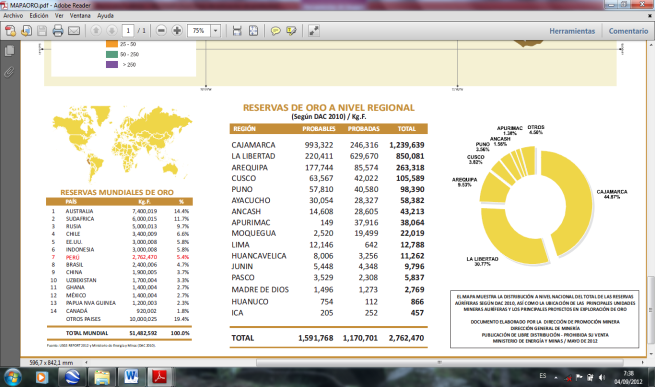 MAPAORO.pdf - Adobe Reader
Archivo Edición Ver Ventana Ayuda
1 / 1 75% Herramientas Comentario
25 - 50
50 - 250
> 250
RESERVAS DE ORO A NIVEL REGIONAL
(Según DAC 2010) / Kg.F.
REGIÓN PROBABLES PROBADAS TOTAL
CAJAMARCA 993,322 246,316 1,239,639
LA LIBERTAD 220,411 629,670 850,081
AREQUIPA 177,744 85,574 263,318
CUSCO 63,567 42,022 105,589
PUNO 57,810 40,580 98,390
AYACUCHO 30,054 28,327 58,382
ANCASH 14,608 28,605 43,213
APURIMAC 149 37,916 38,064
MOQUEGUA 2,520 19,499 22,019
LIMA 12,146 642 12,788
HUANCAVELICA 8,006 3,256 11,262
JUNIN 5,448 4,348 9,796
PASCO 3,529 2,308 5,837
MADRE DE DIOS 1,496 1,273 2,769
HUANUCO 754 112 866
ICA 205 252 457
TOTAL 1,591,768 1,170,701 2,762,470
RESERVAS MUNDIALES DE ORO
PAÍS Kg.F. %
1 AUSTRALIA 7,400,019 14.4%
2 SUDAFRICA 6,000,015 11.7%
3 RUSIA 5,000,013 9.7%
4 CHILE 3,400,009 6.6%
5 EE.UU. 3,000,008 5.8%
6 INDONESIA 3,000,008 5.8%
7 PERÚ 2,762,470 5.4%
8 BRASIL 2,400,006 4.7%
9 CHINA 1,900,005 3.7%
10 UZBEKISTAN 1,700,004 3.3%
11 GHANA 1,400,004 2.7%
12 MÉXICO 1,400,004 2.7%
13 PAPUA NVA GUINEA 1,200,003 2.3%
14 CANADÁ 920,002 1.8%
OTROS PAISES 10,000,025 19.4%
TOTAL MUNDIAL 51,482,592 100.0%
APURIMAC 1.38%
OTROS 4.50%
ANCASH 1.56%
PUNO 3.56%
CUSCO 3.82%
AREQUIPA 9.53%
CAJAMARCA 44.87%
LA LIBERTAD 30.77%
EL MAPA MUESTRA LA DISTRIBUCIÓN A NIVEL NACIONAL DEL TOTAL DE LAS RESERVAS
AURÍFERAS SEGÚN DAC 2010, ASÍ COMO LA UBICACIÓN DE LAS PRINCIPALES UNIDADES
MINERAS AURÍFERAS Y LOS PRINCIPALES PROYECTOS EN EXPLORACIÓN DE ORO
DOCUMENTO ELABORADO POR LA DIRECCIÓN DE PROMOCIÓN MINERA
DIRECCIÓN GENERAL DE MINERÍA
PUBLICACIÓN DE LIBRE DISTRIBUCIÓN - PROHIBIDA SU VENTA
MINISTERIO DE ENERGÍA Y MINAS / MAYO DE 2012
596,7 x 842,1 mm
ES 7:38
04/09/2012